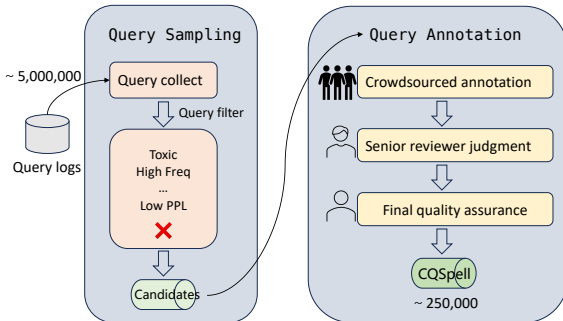 Query Sampling
~ 5,000,000
Query collect
Query filter
Query logs
Toxic
High Freq
...
Low PPL
Candidates
Query Annotation
Crowdsourced annotation
Senior reviewer judgment
Final quality assurance
CQSpell
~ 250,000